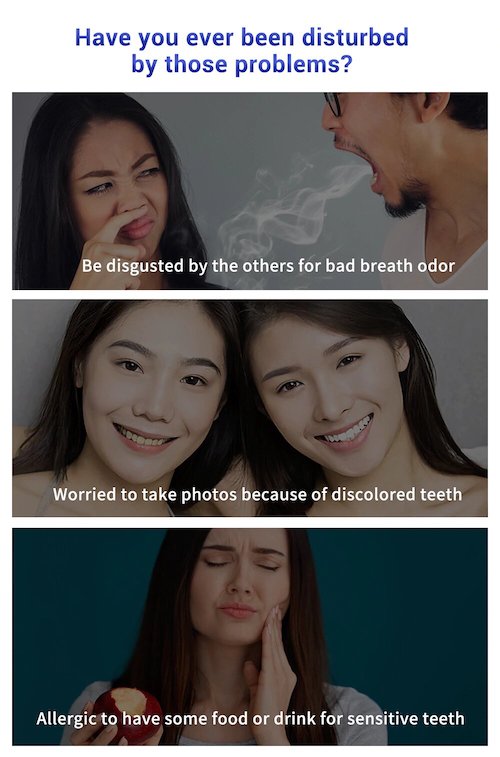 Have you ever been disturbed
by those problems?
Be disgusted by the others for bad breath odor
Worried to take photos because of discolored teeth
Allergic to have some food or drink for sensitive teeth